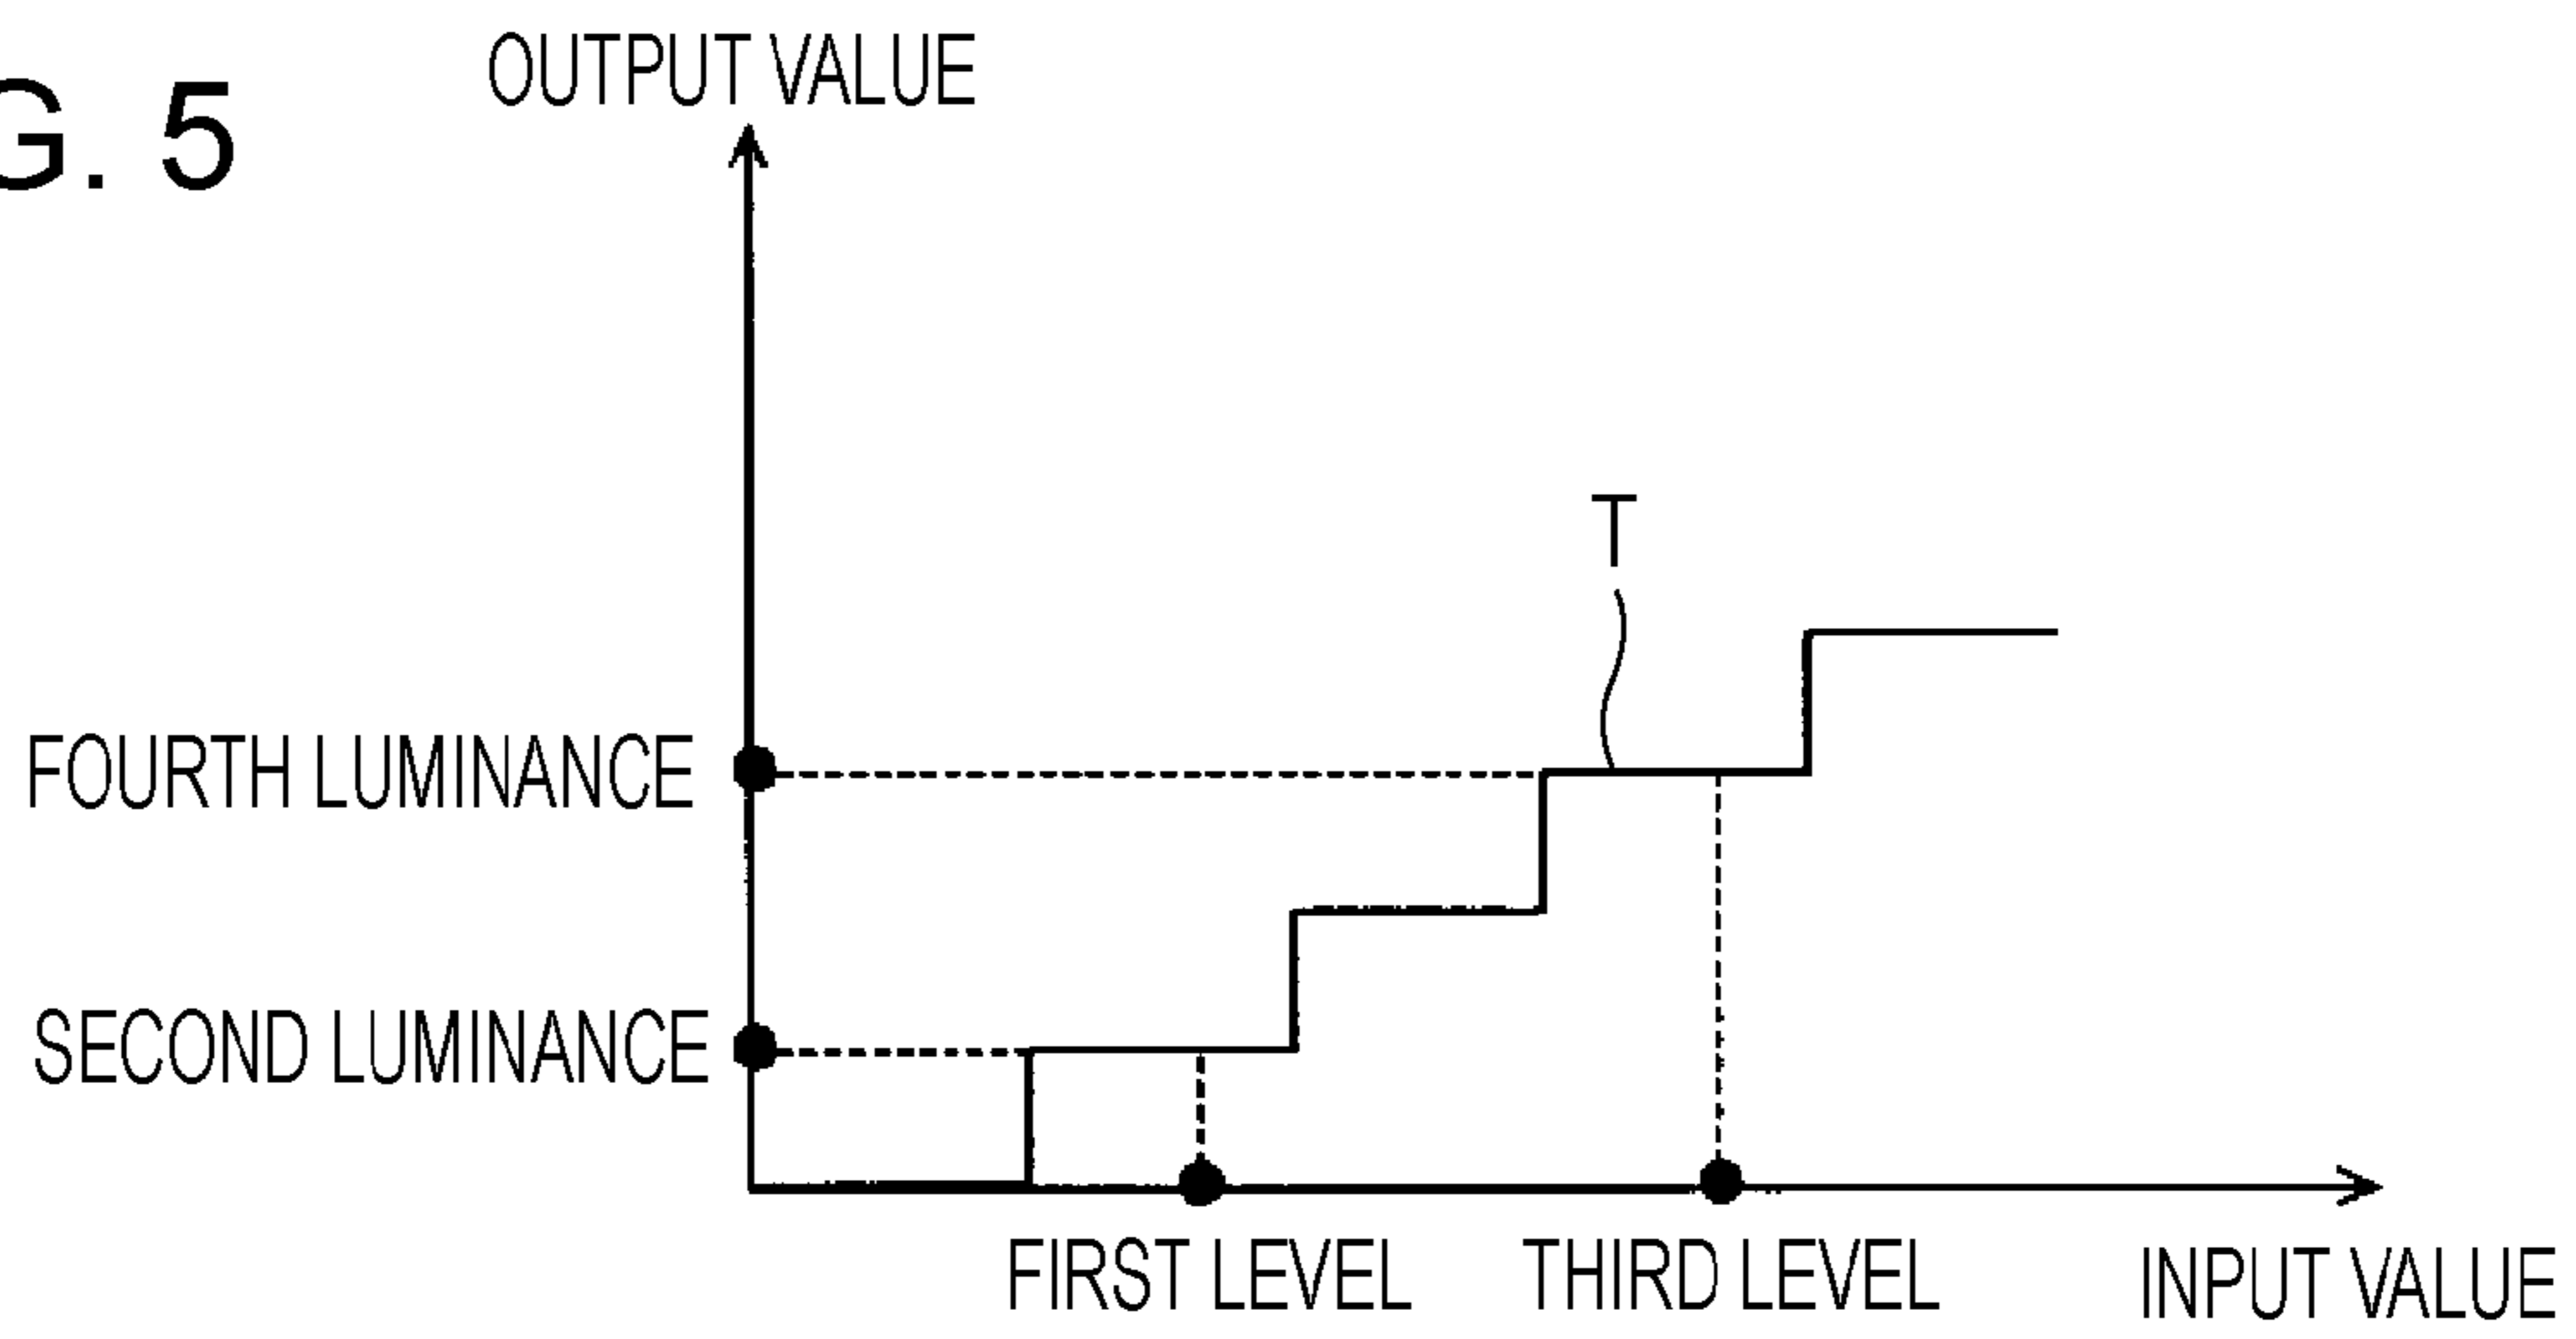 G. 5
OUTPUT VALUE
T
FOURTH LUMINANCE
SECOND LUMINANCE
FIRST LEVEL
THIRD LEVEL
INPUT VALUE